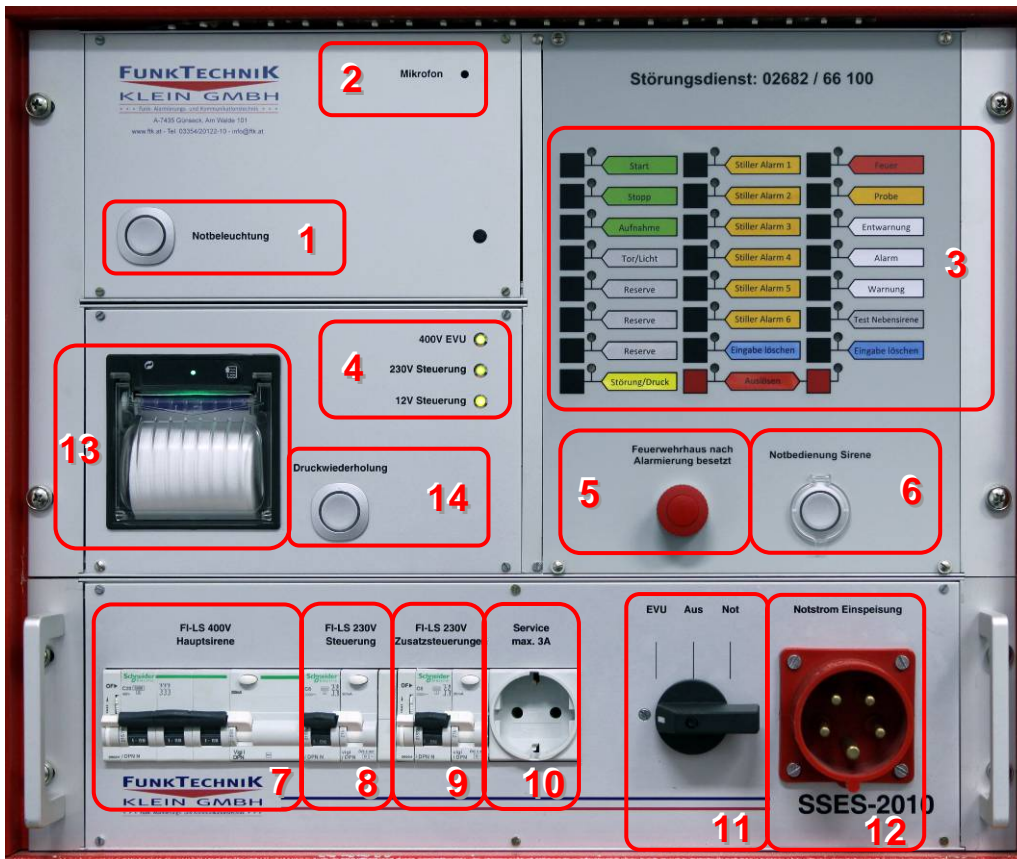 FUNKTECHNIK
KLEIN GMBH
A-7435 Günseck, Am Walde 101
www.ftk.at - Tel. 03354/20122-10 - info@ftk.at
2
Mikrofon
Störungsdienst: 02682 / 66 100
1
Notbeleuchtung
3
Start
Stiller Alarm 1
Feuer
Stopp
Stiller Alarm 2
Probe
Aufnahme
Stiller Alarm 3
Entwarnung
Tor/Licht
Stiller Alarm 4
Alarm
Reserve
Stiller Alarm 5
Warnung
Reserve
Stiller Alarm 6
Test Nebensirene
Reserve
Eingabe löschen
Eingabe löschen
Störung/Druck
Auslösen
4
400V EVU
230V Steuerung
12V Steuerung
13
Druckwiederholung
14
5
Feuerwehrhaus nach
Alarmierung besetzt
6
Notbedienung Sirene
FI-LS 400V
Hauptsirene
7
FI-LS 230V
Steuerung
8
FI-LS 230V
Zusatzsteuerunge
9
Service
max. 3A
10
EVU Aus Not
11
Notstrom Einspeisung
12
Schneider
Schneider
Schneider
FUNKTECHNIK
KLEIN GMBH
SSES-2010